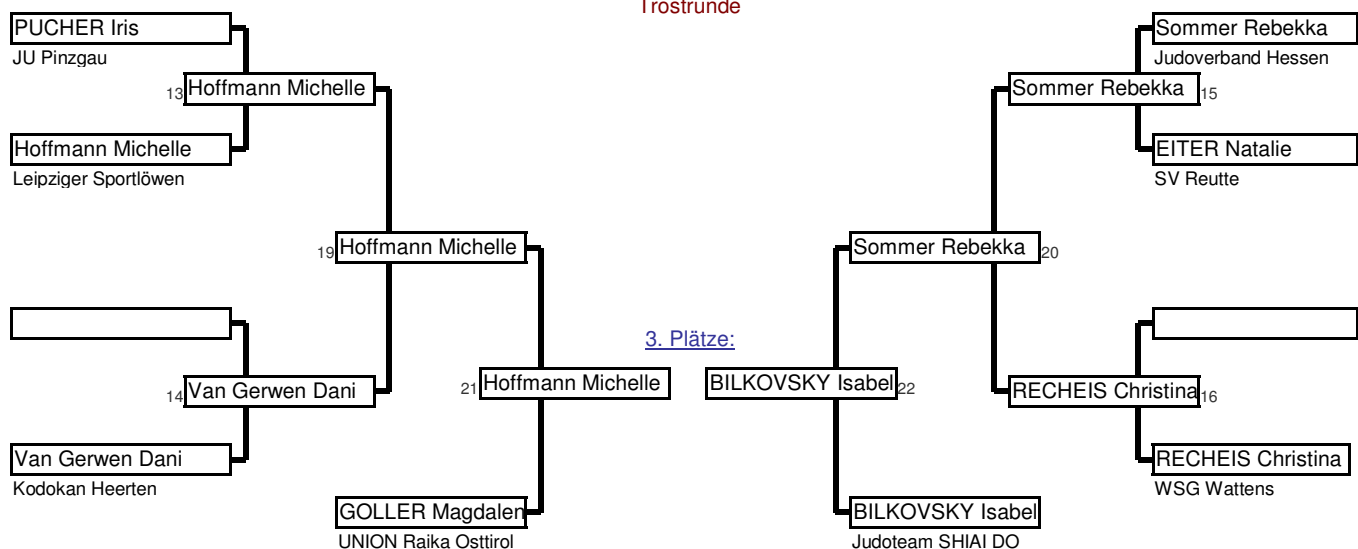 Trostrunde
PUCHER Iris
JU Pinzgau
13 Hoffmann Michelle
Hoffmann Michelle
Leipziger Sportlöwen
19 Hoffmann Michelle
14 Van Gerwen Dani
Van Gerwen Dani
Kodokan Heerten
21 Hoffmann Michelle
GOLLER Magdalen
UNION Raika Osttirol
3. Plätze:
Sommer Rebekka
Judoverband Hessen
Sommer Rebekka 15
EITER Natalie
SV Reutte
Sommer Rebekka 20
BILKOVSKY Isabel 22
RECHEIS Christina 16
RECHEIS Christina
WSG Wattens
BILKOVSKY Isabel
Judoteam SHIAI DO